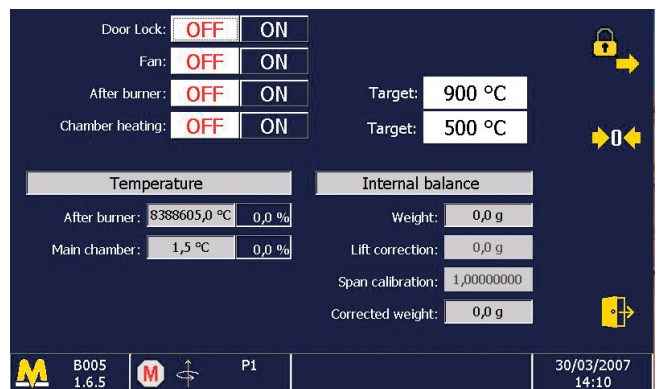 Door Lock: OFF ON
Fan: OFF ON
After burner: OFF ON Target: 900 °C
Chamber heating: OFF ON Target: 500 °C
0
Temperature Internal balance
After burner: 8388605,0 °C 0,0 % Weight: 0,0 g
Main chamber: 1,5 °C 0,0 % Lift correction: 0,0 g
Span calibration: 1,00000000
Corrected weight: 0,0 g
B005 M P1 30/03/2007
1.6.5 14:10